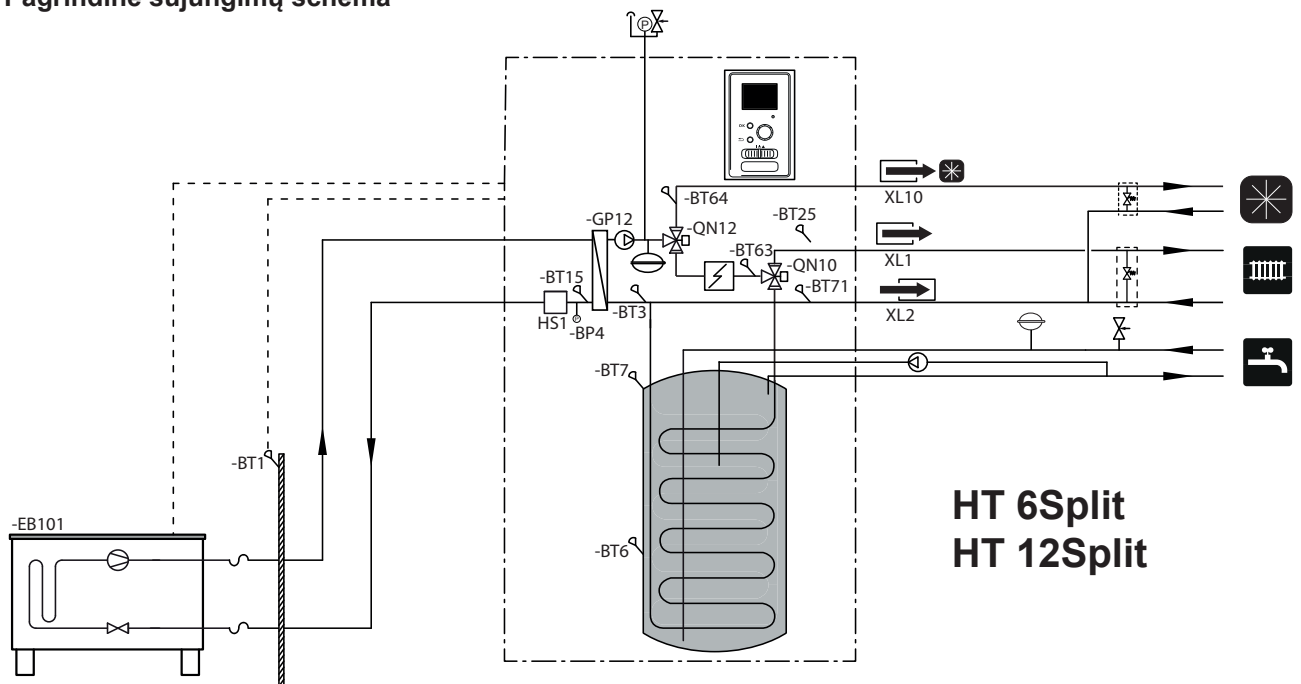 Pagrindinė sujungimų schema
P
-BT64
XL10
-GP12
-QN12
-BT25
-BT63
-QN10
XL1
-BT15
-BT3
-BT71
HS1
P
-BP4
XL2
-BT7
-BT1
-EB101
HT 6Split
HT 12Split
-BT6